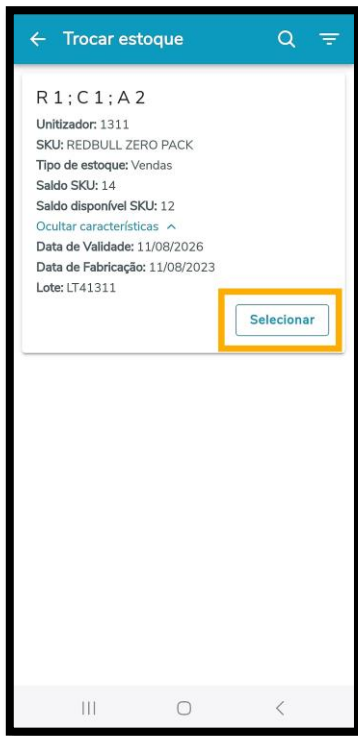 Trocar estoque
R 1 ; C 1 ; A 2
Unitizador: 1311
SKU: REDBULL ZERO PACK
Tipo de estoque: Vendas
Saldo SKU: 14
Saldo disponível SKU: 12
Ocultar características
Data de Validade: 11/08/2026
Data de Fabricação: 11/08/2023
Lote: LT41311
Selecionar